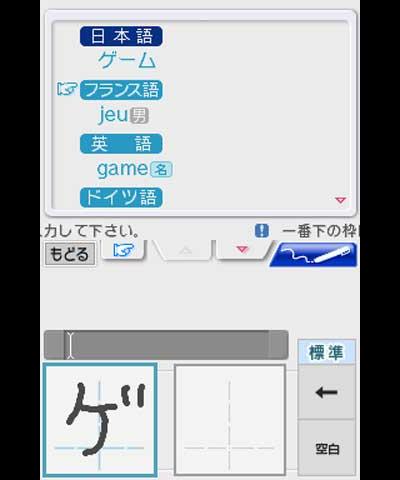 日本語
ゲーム
フランス語
jeu男
英 語
game名
ドイツ語
力して下さい。 ! 一番下の枠
もどる
標準
ゲ
←
空白